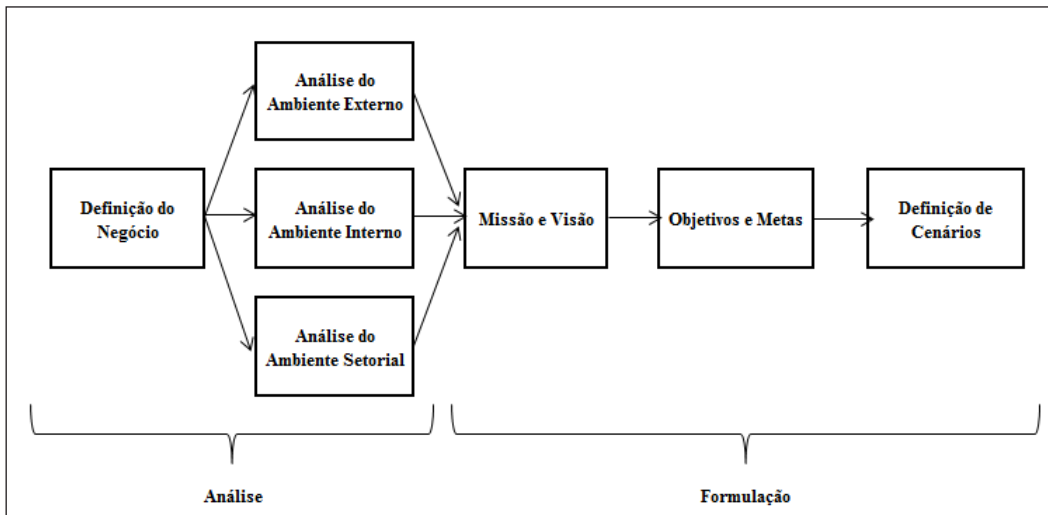 Análise do
Ambiente Externo
Definição do
Negócio
Análise do
Ambiente Interno
Missão e Visão
Objetivos e Metas
Definição de
Cenários
Análise do
Ambiente Setorial
Análise
Formulação